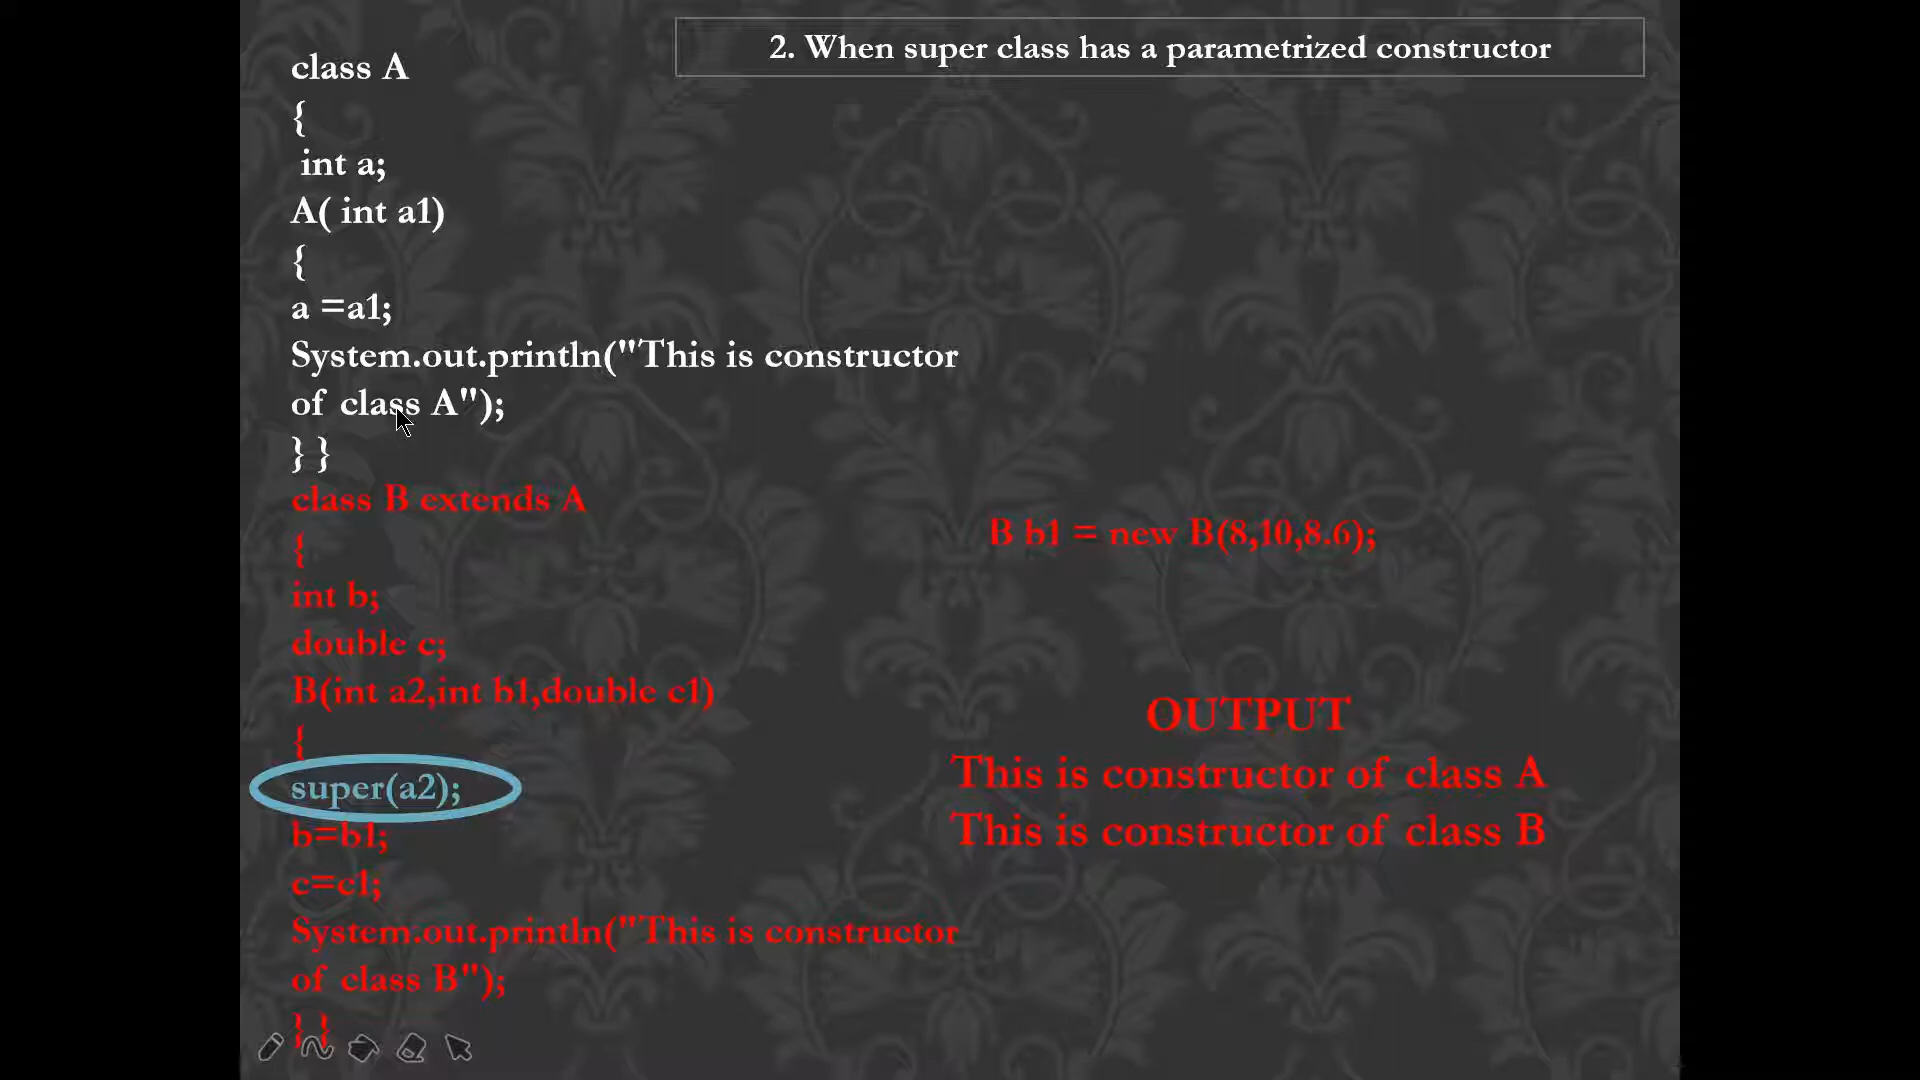 2. When super class has a parametrized constructor
class A
{
int a;
A( int a1)
{
a =a1;
System.out.println("This is constructor
of class A");
} }
class B extends A
{
int b;
double c;
B(int a2,int b1,double c1)
{
super(a2);
b=b1;
c=c1;
System.out.println("This is constructor
of class B");
} }
B b1 = new B(8,10,8.6);
OUTPUT
This is constructor of class A
This is constructor of class B